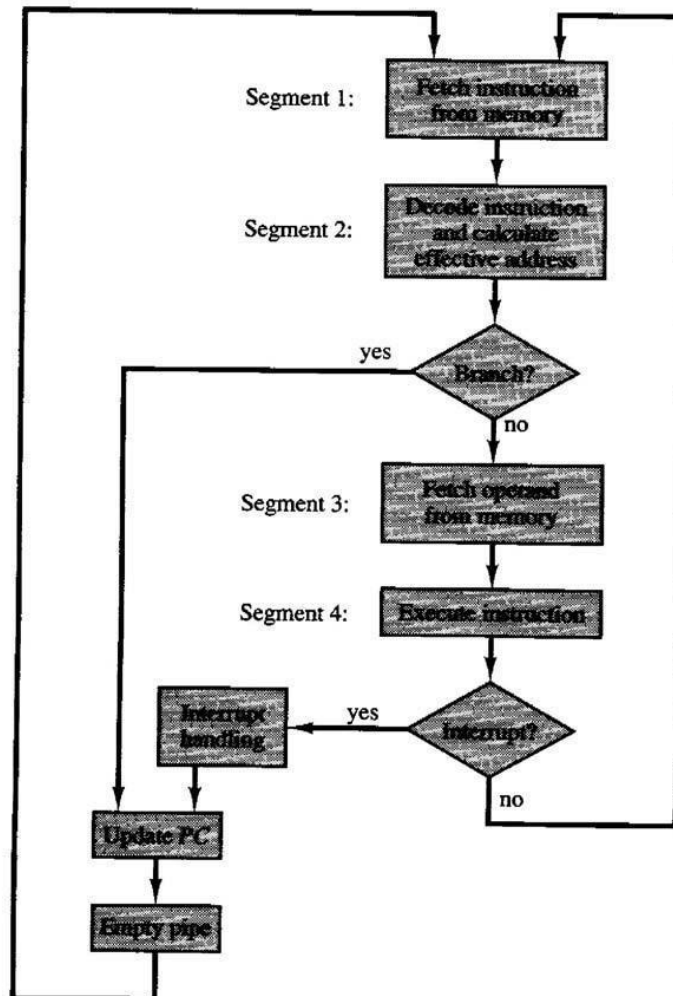 Segment 1:
Fetch instruction
from memory
Segment 2:
Decode instruction
and calculate
effective address
Branch?
yes
no
Segment 3:
Fetch operand
from memory
Segment 4:
Execute instruction
Interrupt?
yes
Interrupt
handling
no
Update PC
Empty pipe